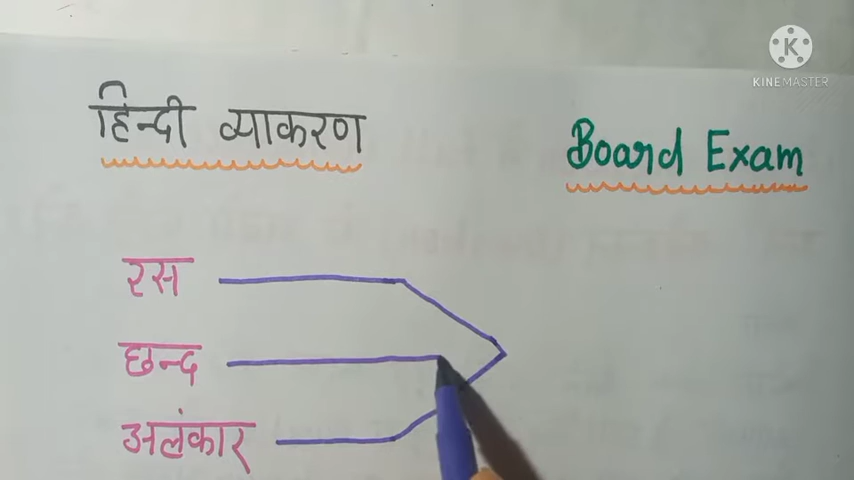 हिन्दी व्याकरण
Board Exam
रस
छन्द
अलंकार
KINEMASTER